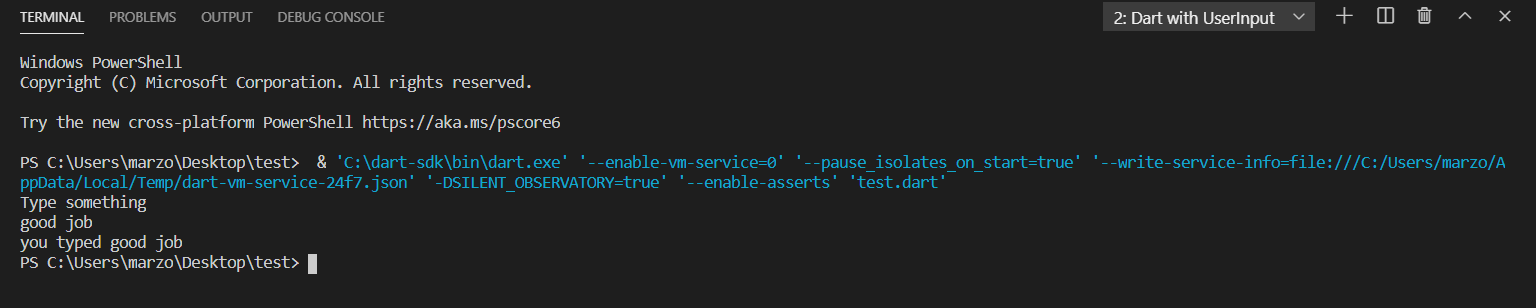 TERMINAL PROBLEMS OUTPUT DEBUG CONSOLE 2: Dart with UserInput
Windows PowerShell
Copyright (C) Microsoft Corporation. All rights reserved.
Try the new cross-platform PowerShell https://aka.ms/pscore6
PS C:\Users\marzo\Desktop\test>  & 'C:\dart-sdk\bin\dart.exe' '--enable-vm-service=0' '--pause_isolates_on_start=true' '--write-service-info=file:///C:/Users/marzo/A
ppData/Local/Temp/dart-vm-service-24f7.json' '-DSILENT_OBSERVATORY=true' '--enable-asserts' 'test.dart'
Type something
good job
you typed good job
PS C:\Users\marzo\Desktop\test>